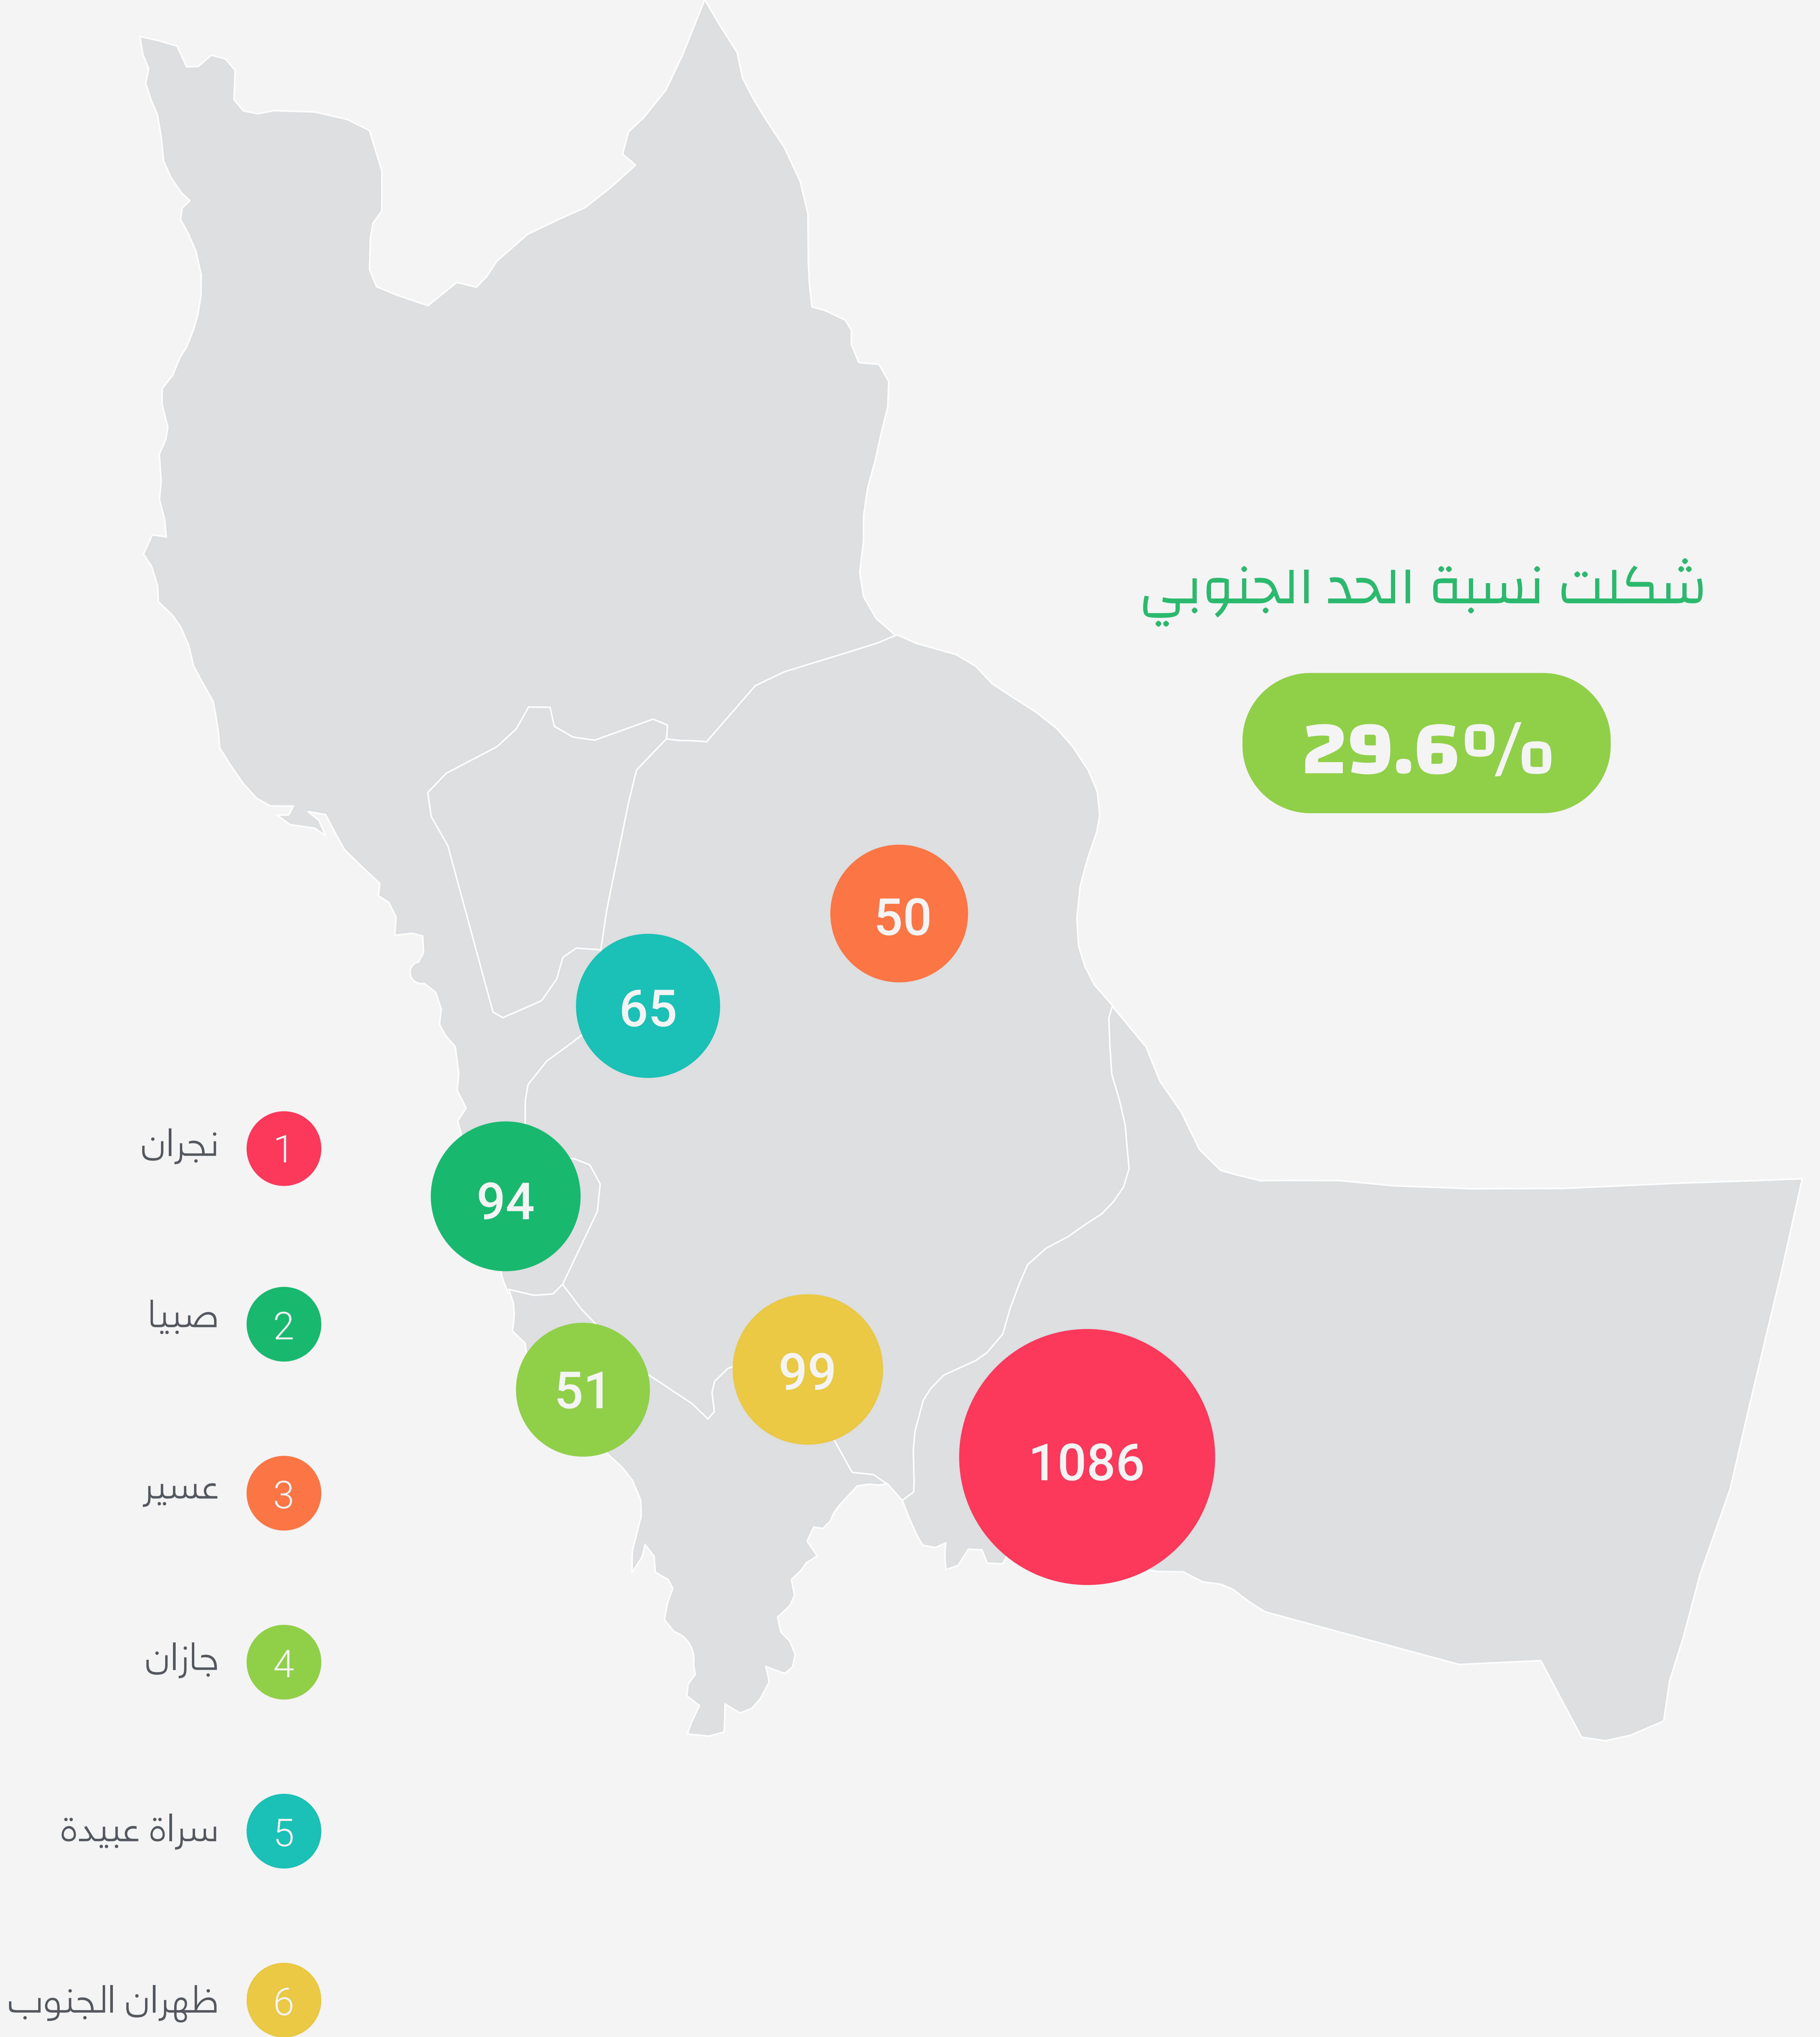 شكلت نسبة الحد الجنوبي
29.6%
50
65
94
99
51
1086
1 نجران
2 صبيا
3 عسير
4 جازان
5 سراة عبيدة
6 ظهران الجنوب